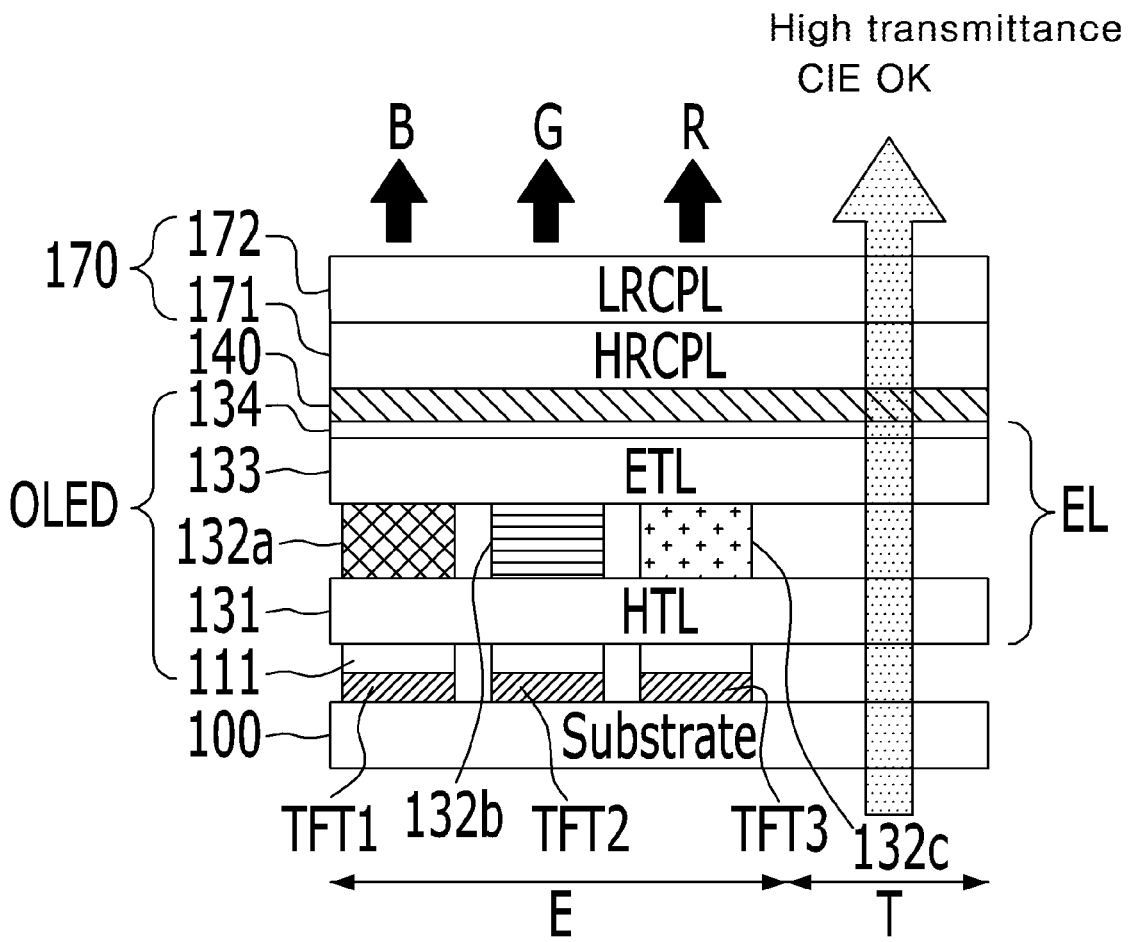 High transmittance
CIE OK
B G R
170
172
LRCPL
171
HRCPL
140
134
133
ETL
OLED
EL
132a
131
HTL
111
100
Substrate
TFT1 132b TFT2 TFT3 132c
E T